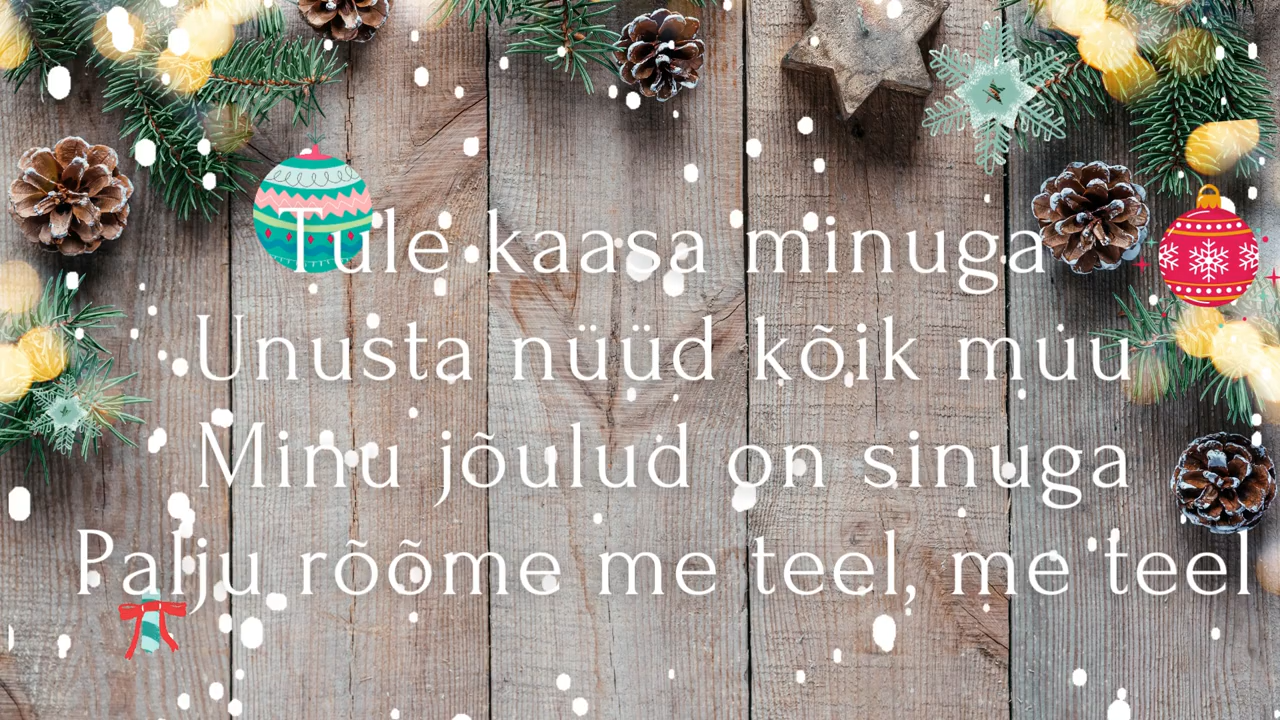 Tule kaasa minuga
Unusta nüüd kõik muu
Minu jõulud on sinuga
Palju rõõme me teel, me teel